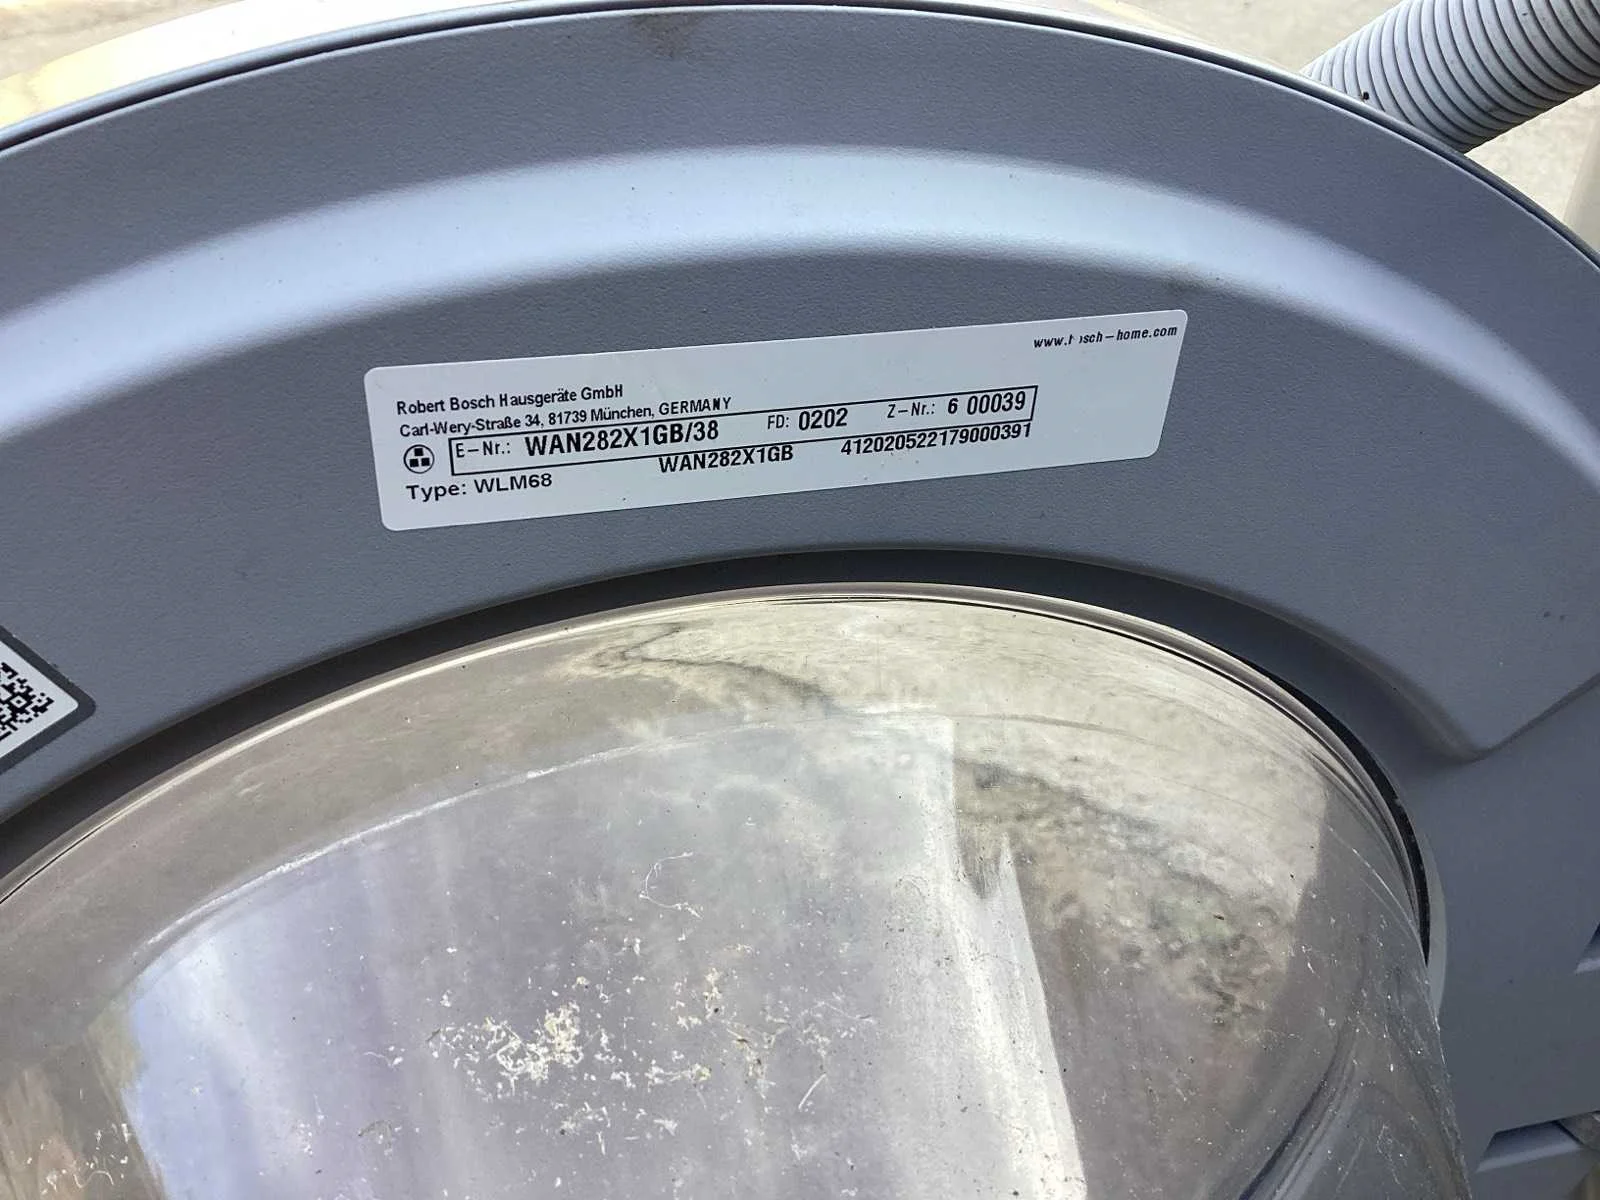 www.bosch-home.com
Robert Bosch Hausgeräte GmbH
Carl-Wery-Straße 34, 81739 München, GERMANY
E-Nr.: WAN282X1GB/38 FD: 0202 Z-Nr.: 6 00039
Type: WLM68 WAN282X1GB 412020522179000391